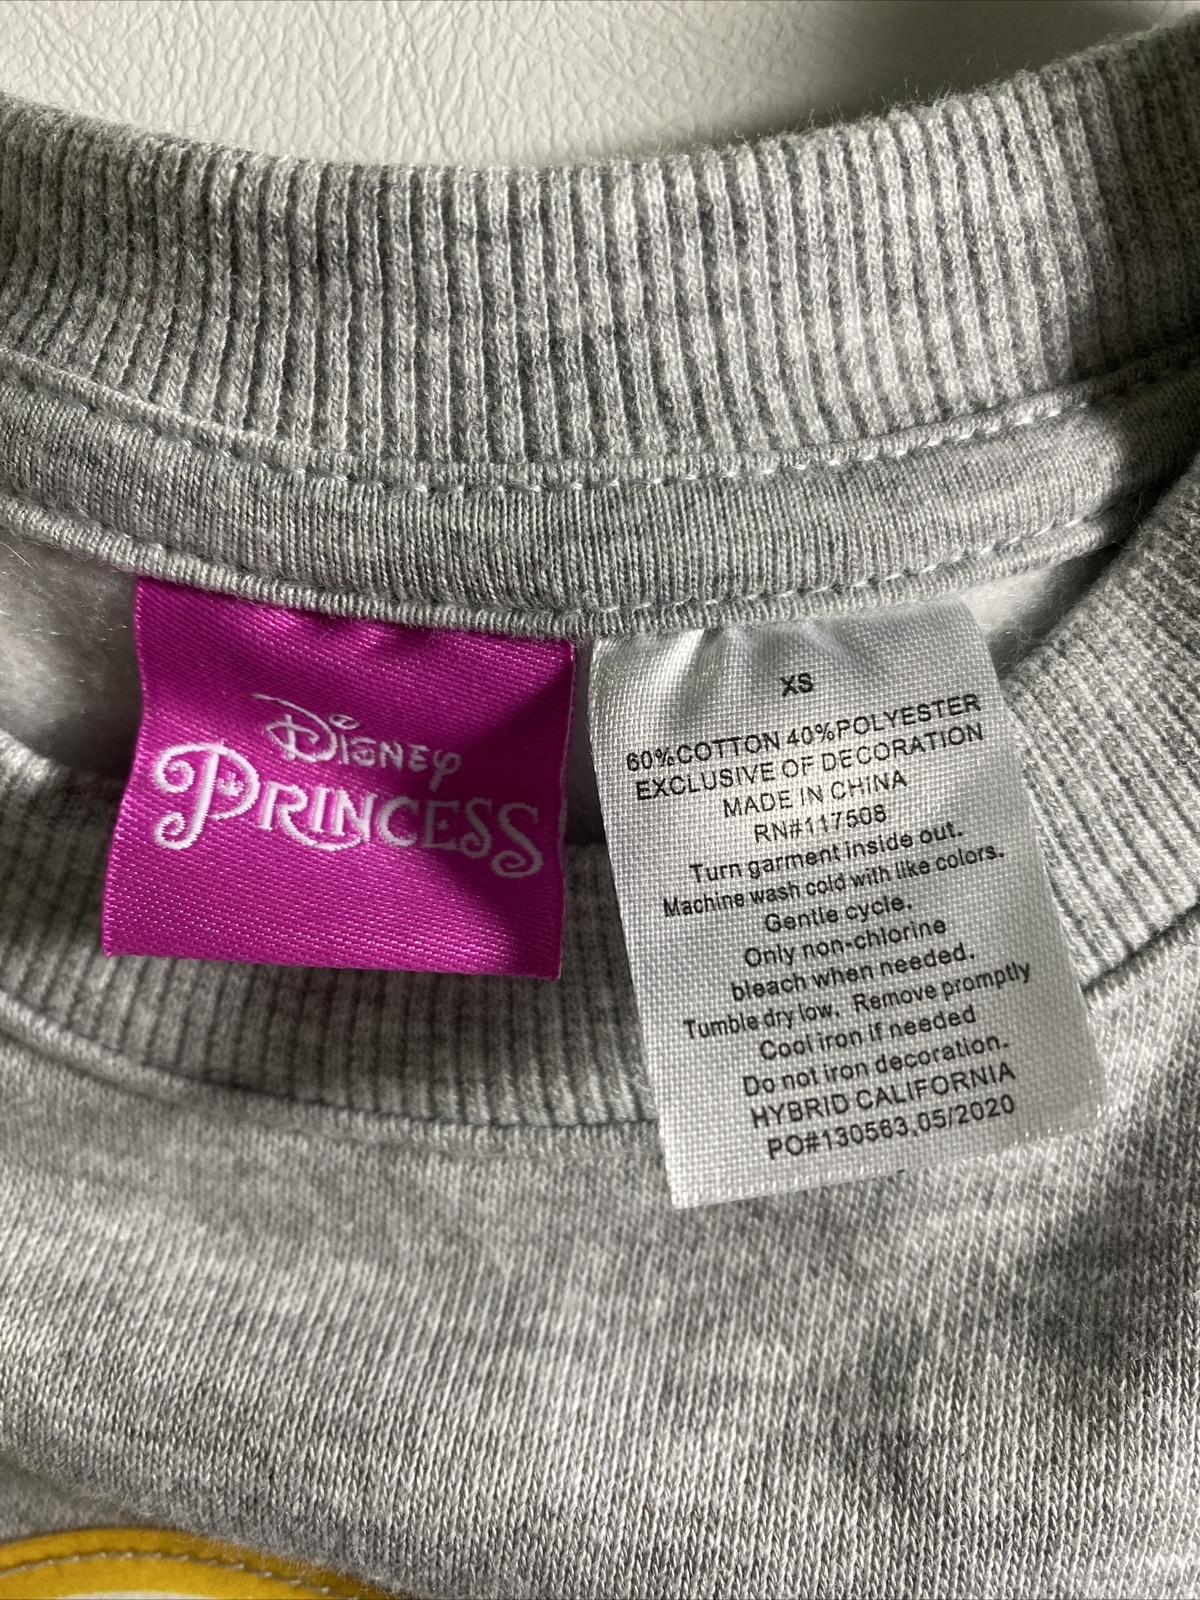 Disney
PRINCESS
XS
60%COTTON 40%POLYESTER
EXCLUSIVE OF DECORATION
MADE IN CHINA
RN#117508
Turn garment inside out.
Machine wash cold with like colors.
Gentle cycle.
Only non-chlorine
bleach when needed.
Tumble dry low. Remove promptly
Cool iron if needed
Do not iron decoration.
HYBRID CALIFORNIA
PO#130563,05/2020